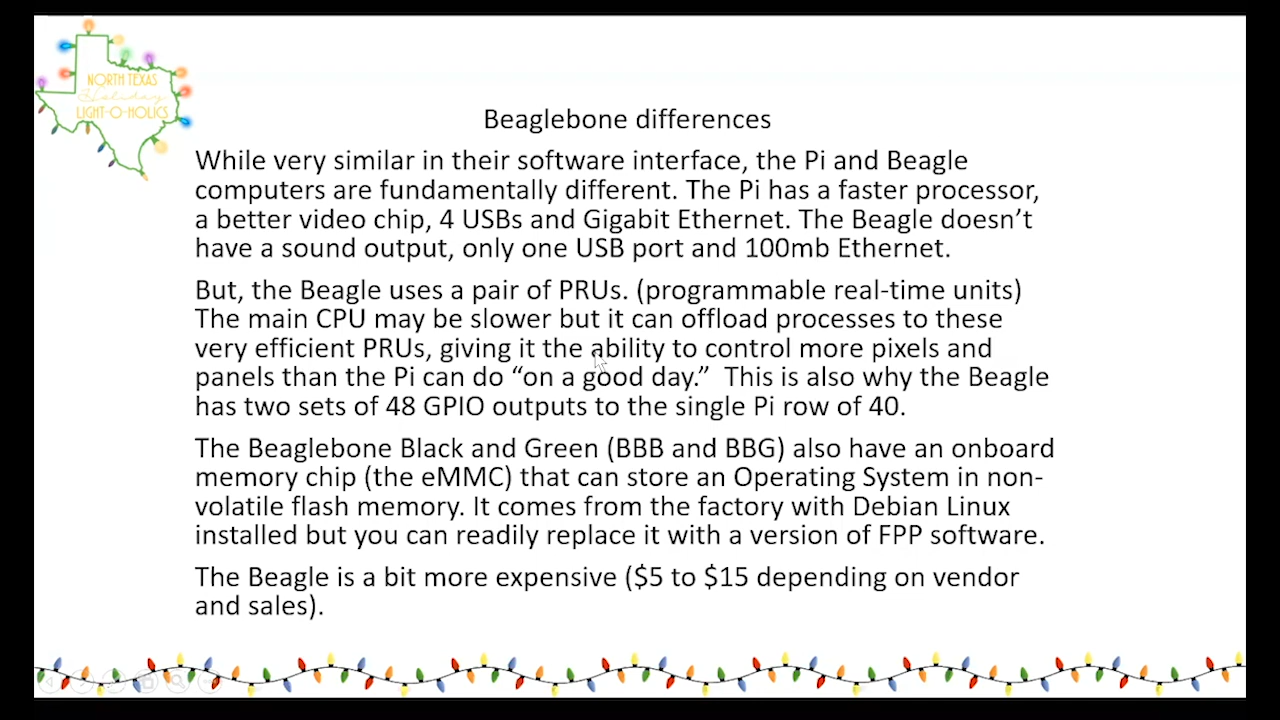 NORTH TEXAS
Holiday
LIGHT-O-HOLICS
Beaglebone differences
While very similar in their software interface, the Pi and Beagle
computers are fundamentally different. The Pi has a faster processor,
a better video chip, 4 USBs and Gigabit Ethernet. The Beagle doesn’t
have a sound output, only one USB port and 100mb Ethernet.
But, the Beagle uses a pair of PRUs. (programmable real-time units)
The main CPU may be slower but it can offload processes to these
very efficient PRUs, giving it the ability to control more pixels and
panels than the Pi can do “on a good day.” This is also why the Beagle
has two sets of 48 GPIO outputs to the single Pi row of 40.
The Beaglebone Black and Green (BBB and BBG) also have an onboard
memory chip (the eMMC) that can store an Operating System in non-
volatile flash memory. It comes from the factory with Debian Linux
installed but you can readily replace it with a version of FPP software.
The Beagle is a bit more expensive ($5 to $15 depending on vendor
and sales).